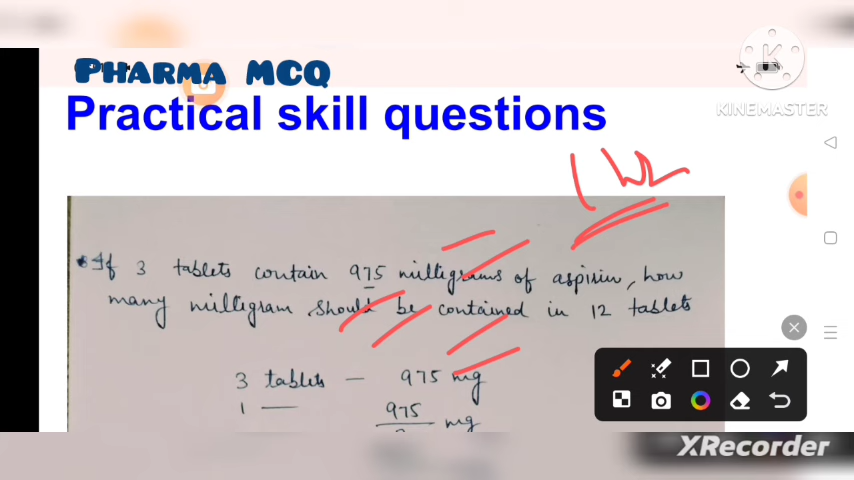 PHARMA MCQ
KINEMASTER
Practical skill questions
If 3 tablets contain 975 milligrams of aspirin, how
many milligram should be contained in 12 tablets
3 tablets — 975 mg
1 — 975 mg
XRecorder